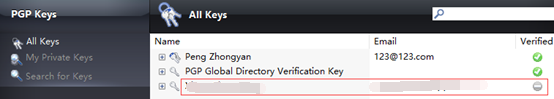 PGP Keys
All Keys
All Keys
My Private Keys
Search for Keys
Name Email Verified
Peng Zhongyan 123@123.com
PGP Global Directory Verification Key